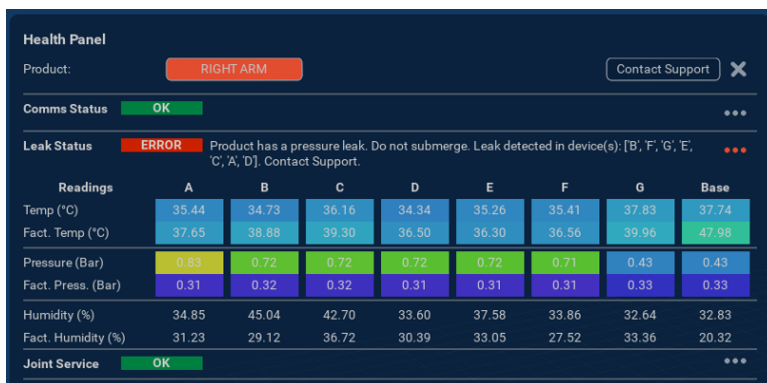 Health Panel
Product: RIGHT ARM Contact Support
Comms Status OK
Leak Status ERROR Product has a pressure leak. Do not submerge. Leak detected in device(s): ['B', 'F', 'G', 'E',
'C', 'A', 'D']. Contact Support.
Readings A B C D E F G Base
Temp (°C) 35.44 34.73 36.16 34.34 35.26 35.41 37.83 37.74
Fact. Temp (°C) 37.65 38.88 39.30 36.50 36.30 36.56 39.96 47.98
Pressure (Bar) 0.83 0.72 0.72 0.72 0.72 0.71 0.43 0.43
Fact. Press. (Bar) 0.31 0.32 0.32 0.31 0.31 0.31 0.33 0.33
Humidity (%) 34.85 45.04 42.70 33.60 37.58 33.86 32.64 32.83
Fact. Humidity (%) 31.23 29.12 36.72 30.39 33.05 27.52 33.36 20.32
Joint Service OK